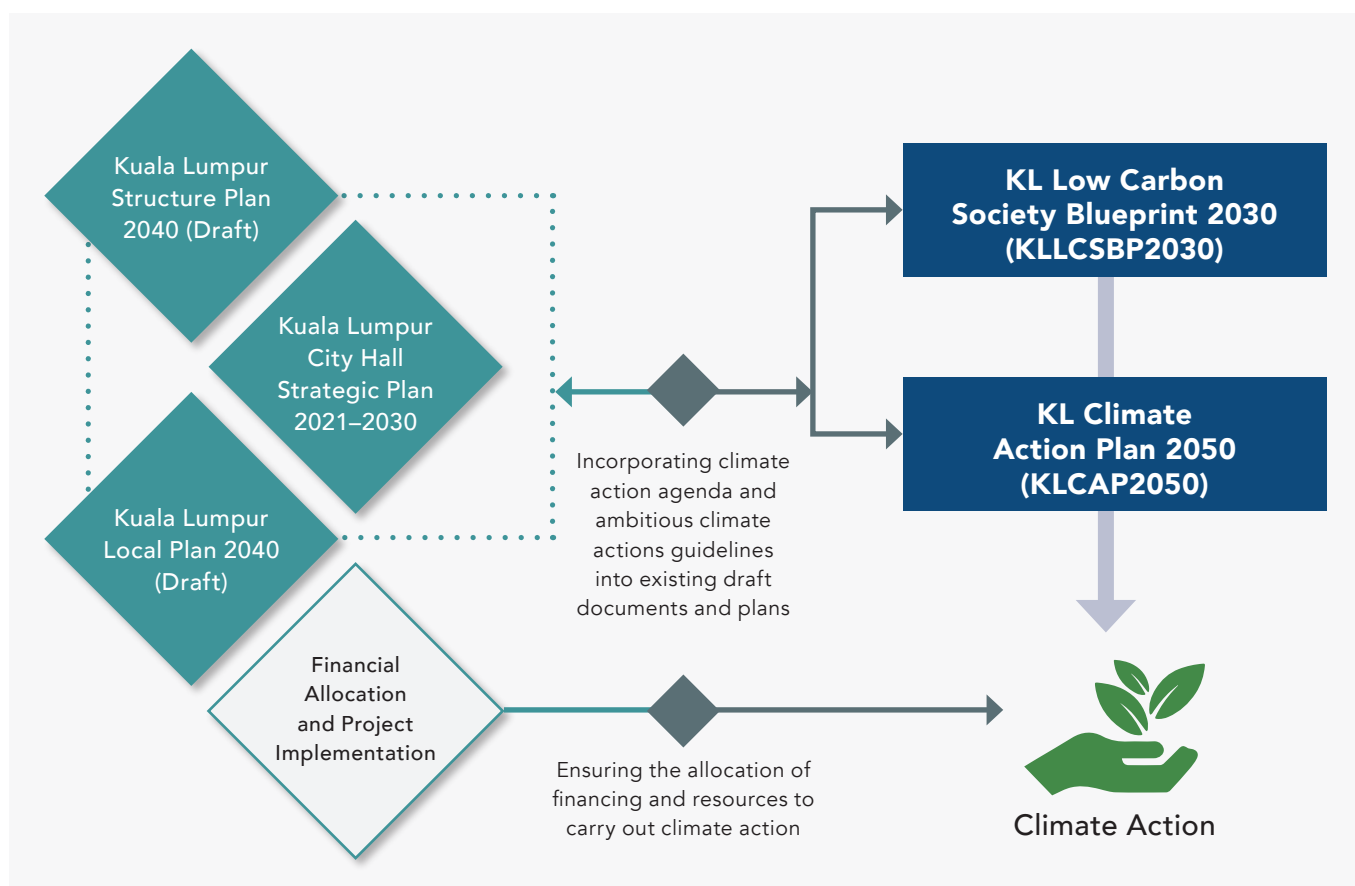 Kuala Lumpur
Structure Plan
2040 (Draft)
Kuala Lumpur
City Hall
Strategic Plan
2021–2030
Kuala Lumpur
Local Plan 2040
(Draft)
Financial
Allocation
and Project
Implementation
Incorporating climate
action agenda and
ambitious climate
actions guidelines
into existing draft
documents and plans
Ensuring the allocation of
financing and resources to
carry out climate action
KL Low Carbon
Society Blueprint 2030
(KLLCSBP2030)
KL Climate
Action Plan 2050
(KLCAP2050)
Climate Action